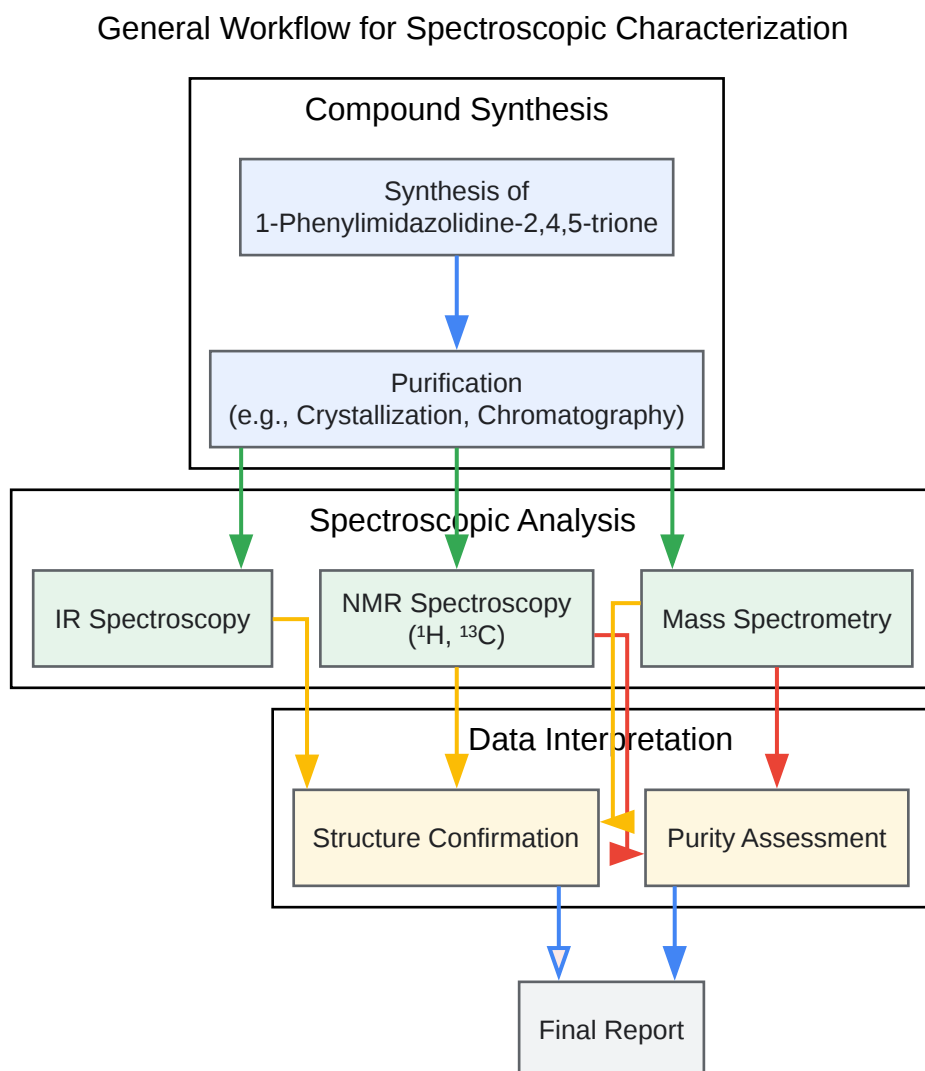 General Workflow for Spectroscopic Characterization
Compound Synthesis
Synthesis of
1-Phenylimidazolidine-2,4,5-trione
Purification
(e.g., Crystallization, Chromatography)
Spectroscopic Analysis
IR Spectroscopy
NMR Spectroscopy
(¹H, ¹³C)
Mass Spectrometry
Data Interpretation
Structure Confirmation
Purity Assessment
Final Report